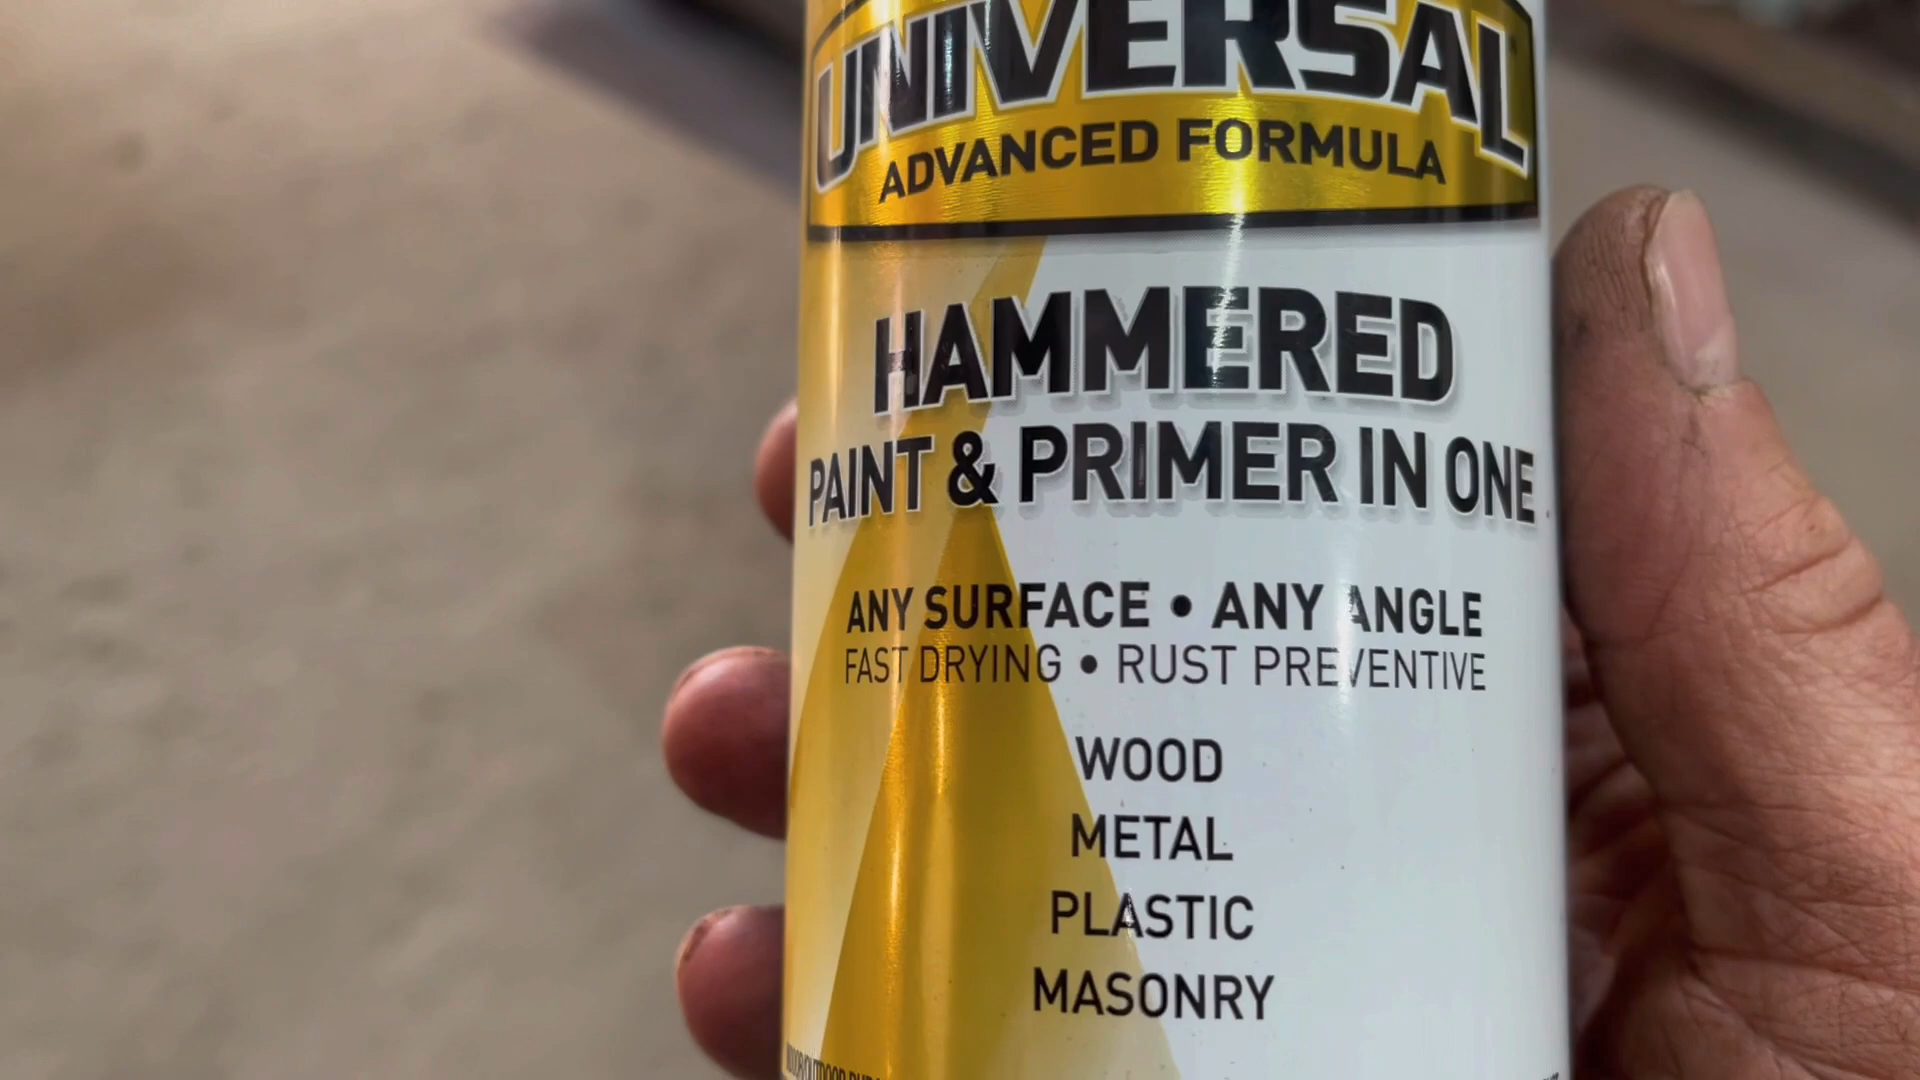 UNIVERSAL
ADVANCED FORMULA
HAMMERED
PAINT & PRIMER IN ONE
ANY SURFACE • ANY ANGLE
FAST DRYING • RUST PREVENTIVE
WOOD
METAL
PLASTIC
MASONRY